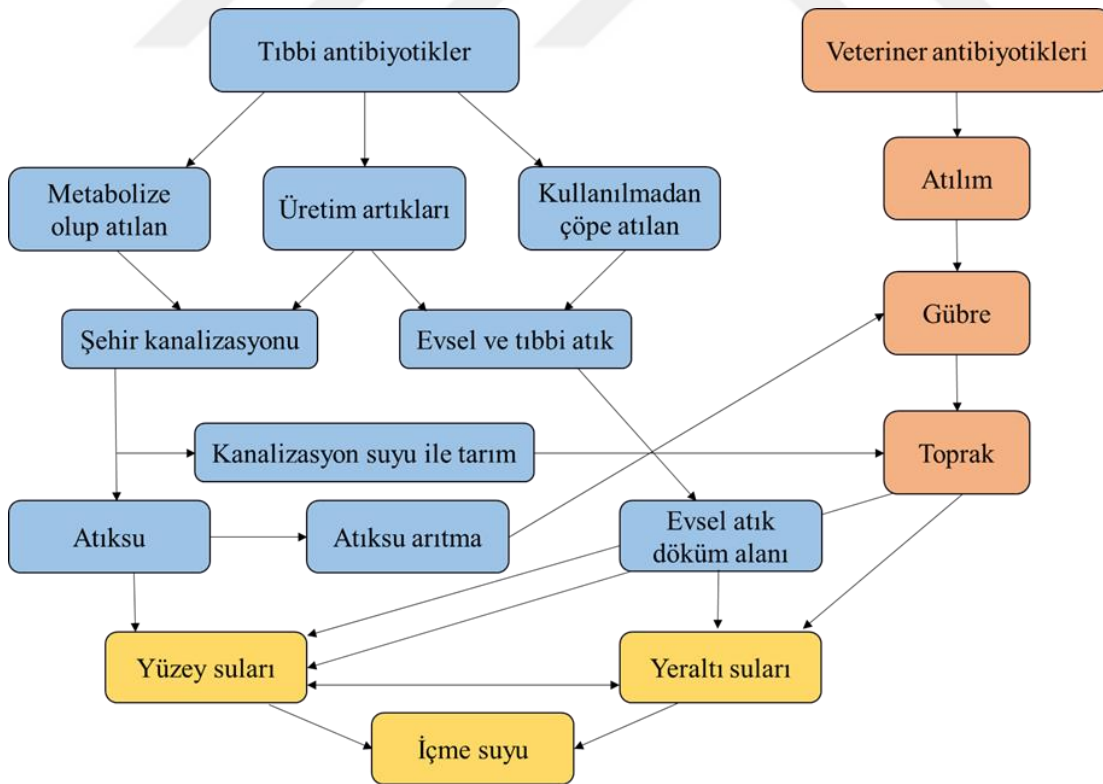 Tıbbi antibiyotikler
Veteriner antibiyotikleri
Metabolize
olup atılan
Üretim artıkları
Kullanılmadan
çöpe atılan
Atılım
Şehir kanalizasyonu
Evsel ve tıbbi atık
Gübre
Kanalizasyon suyu ile tarım
Toprak
Atıksu
Atıksu arıtma
Evsel atık
döküm alanı
Yüzey suları
Yeraltı suları
İçme suyu